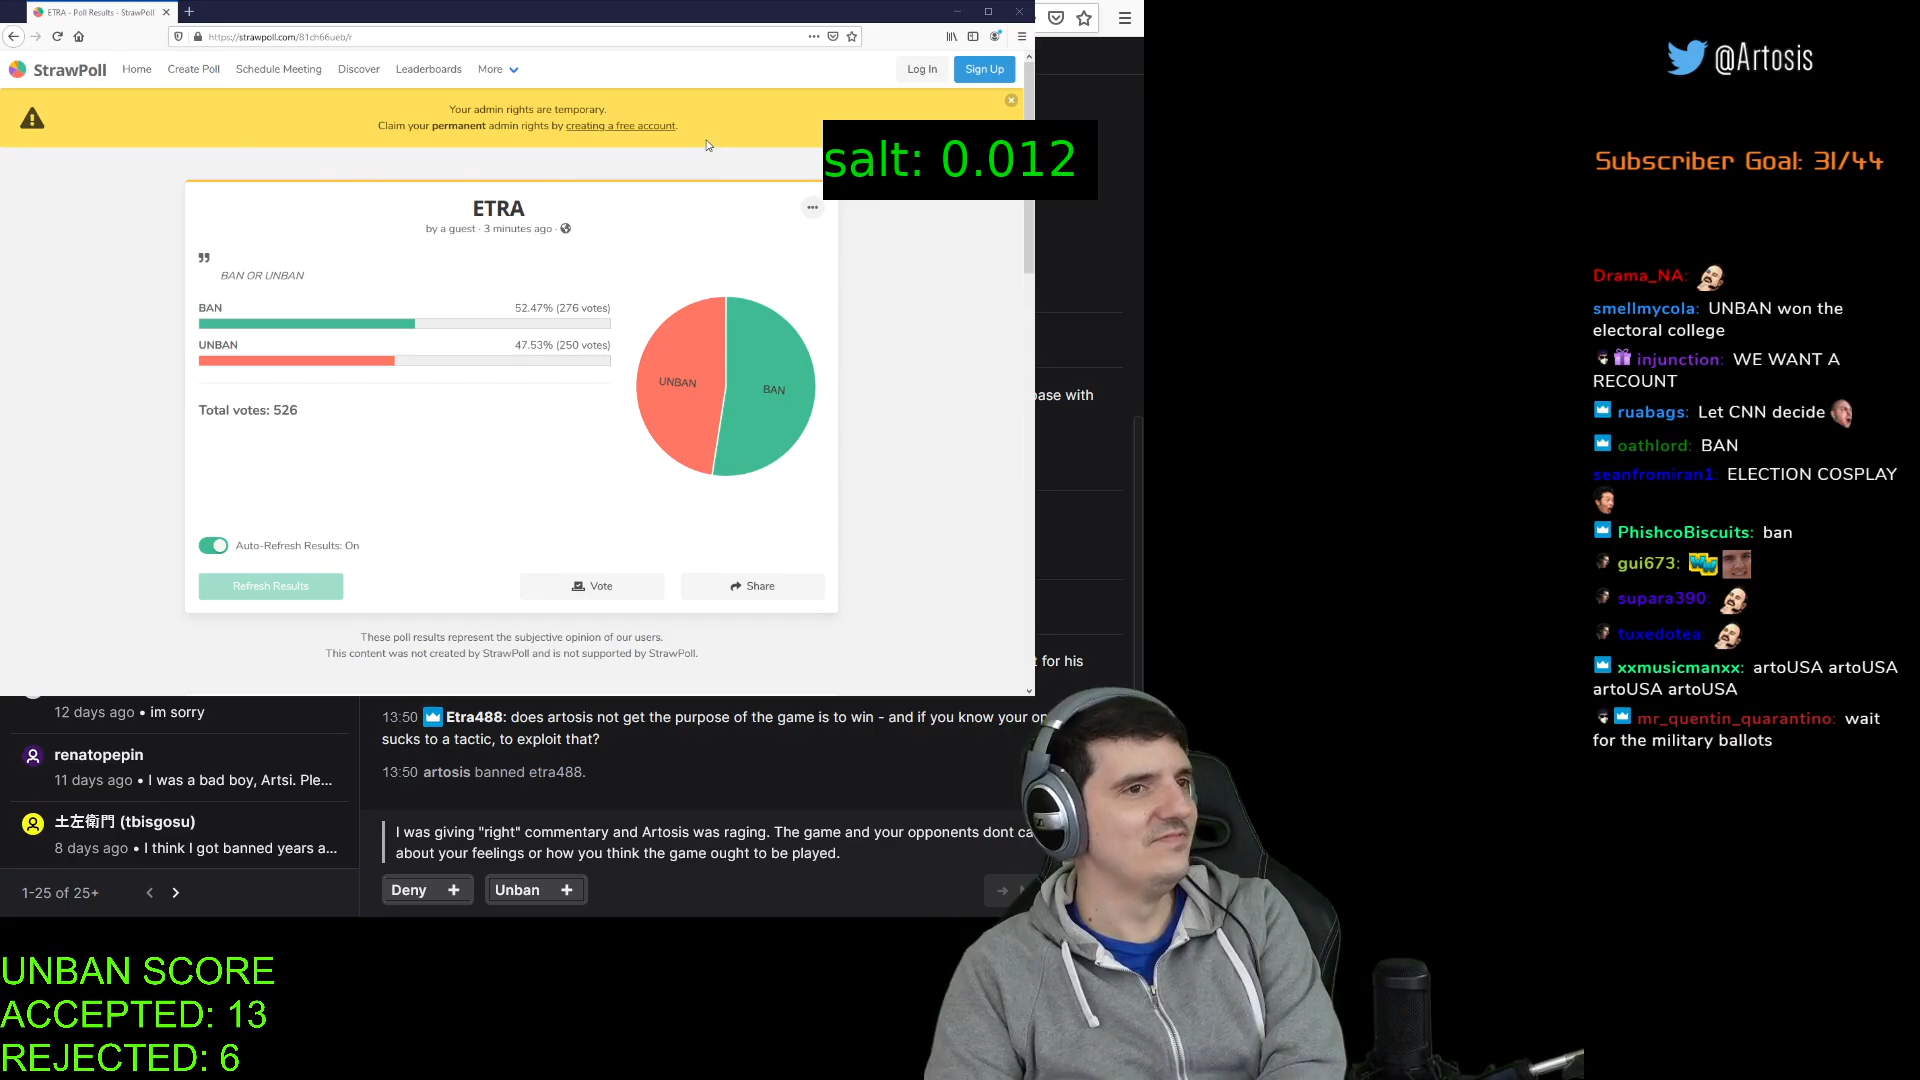 ETRA - Poll Results - StrawPoll
https://strawpoll.com/81ch66ueb/r
StrawPoll
Home
Create Poll
Schedule Meeting
Discover
Leaderboards
More
Log In
Sign Up
Your admin rights are temporary.
Claim your permanent admin rights by creating a free account.
salt: 0.012
ETRA
by a guest · 3 minutes ago ·
BAN OR UNBAN
BAN
52.47% (276 votes)
UNBAN
47.53% (250 votes)
Total votes: 526
UNBAN
BAN
Auto-Refresh Results: On
Refresh Results
Vote
Share
These poll results represent the subjective opinion of our users.
This content was not created by StrawPoll and is not supported by StrawPoll.
base with
t for his
12 days ago • im sorry
renatopepin
11 days ago • I was a bad boy, Artsi. Ple...
土左衛門 (tbisgosu)
8 days ago • I think I got banned years a...
1-25 of 25+
13:50 Etra488: does artosis not get the purpose of the game is to win - and if you know your
sucks to a tactic, to exploit that?
13:50 artosis banned etra488.
I was giving "right" commentary and Artosis was raging. The game and your opponents dont
about your feelings or how you think the game ought to be played.
Deny +
Unban +
UNBAN SCORE
ACCEPTED: 13
REJECTED: 6
@Artosis
Subscriber Goal: 31/44
Drama_NA:
smellmycola: UNBAN won the
electoral college
injunction: WE WANT A
RECOUNT
ruabags: Let CNN decide
oathlord: BAN
seanfromiran1: ELECTION COSPLAY
PhishcoBiscuits: ban
gui673:
supara390:
tuxedotea:
xxmusicmanxx: artoUSA artoUSA
artoUSA artoUSA
mr_quentin_quarantino: wait
for the military ballots